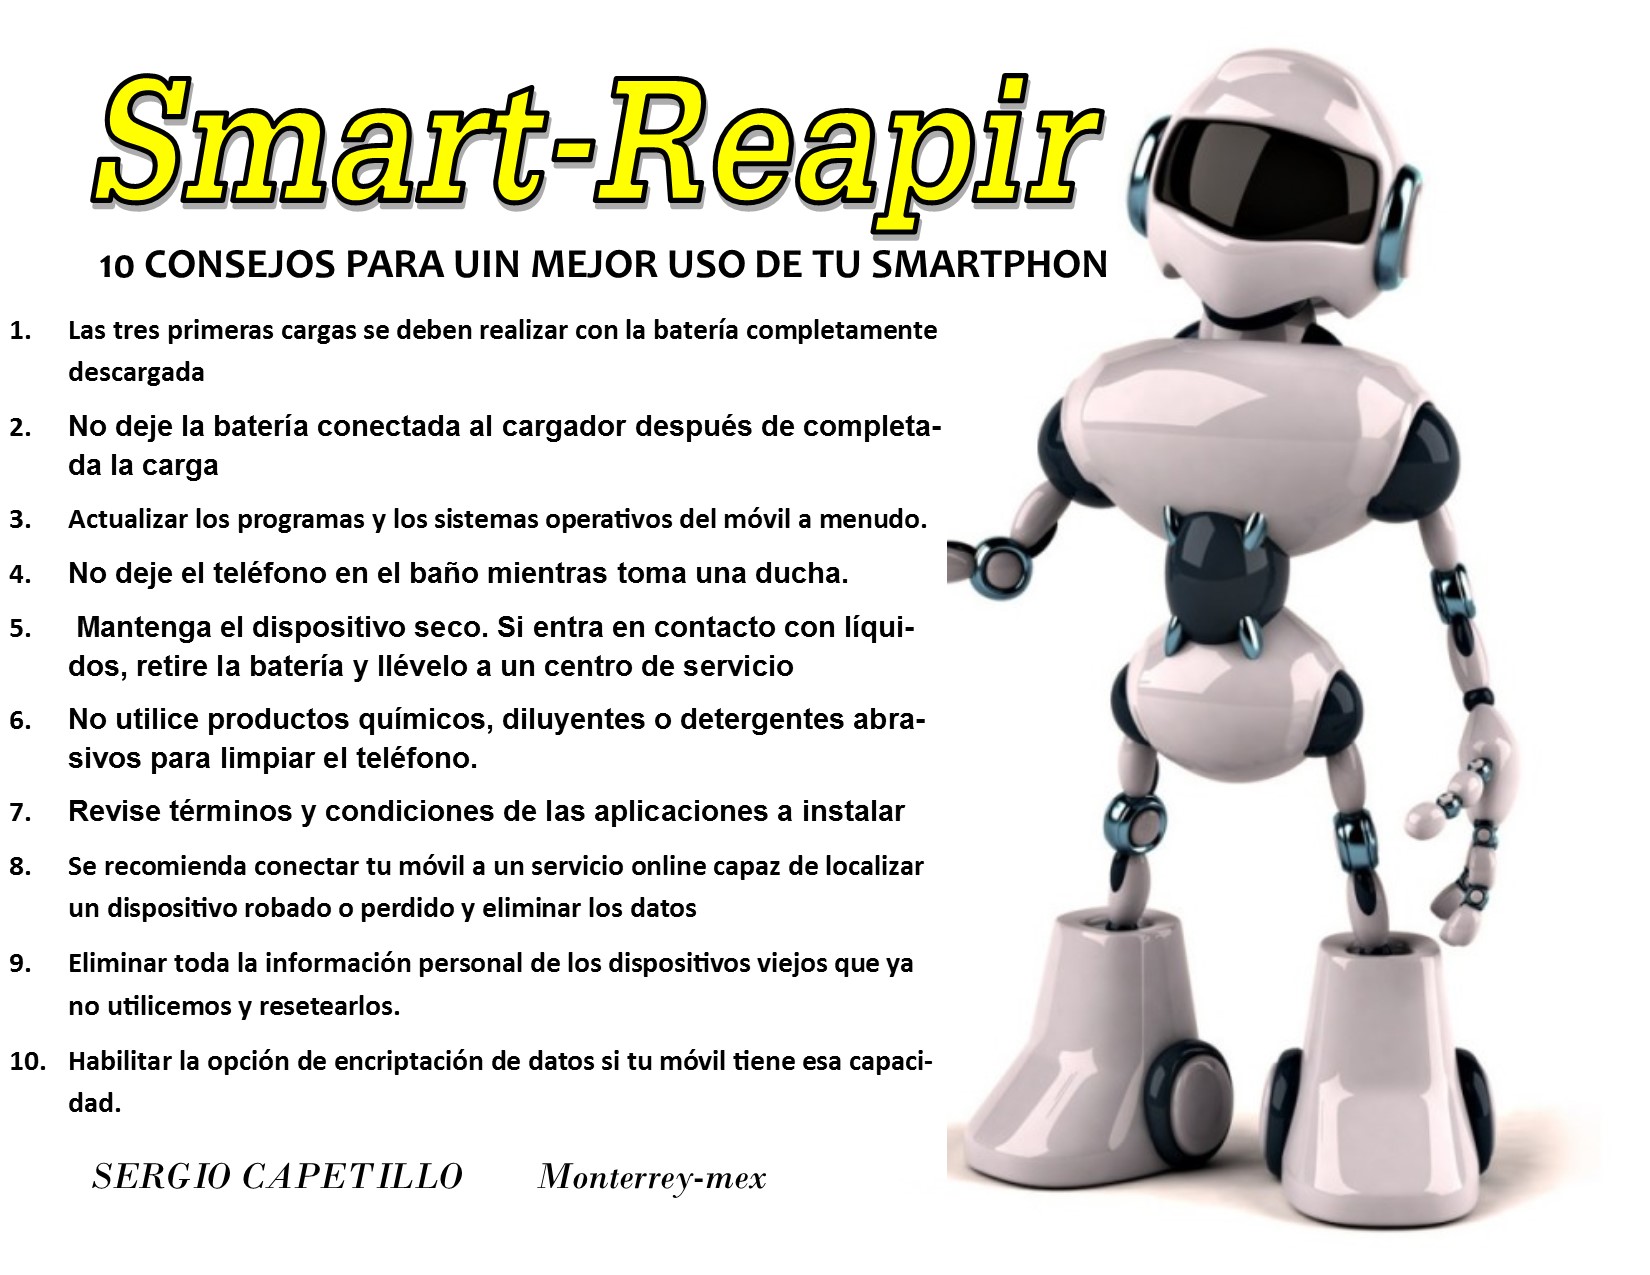 Smart-Reapir
10 CONSEJOS PARA UIN MEJOR USO DE TU SMARTPHON
1. Las tres primeras cargas se deben realizar con la batería completamente
descargada
2. No deje la batería conectada al cargador después de completa-
da la carga
3. Actualizar los programas y los sistemas operativos del móvil a menudo.
4. No deje el teléfono en el baño mientras toma una ducha.
5. Mantenga el dispositivo seco. Si entra en contacto con líqui-
dos, retire la batería y llévelo a un centro de servicio
6. No utilice productos químicos, diluyentes o detergentes abra-
sivos para limpiar el teléfono.
7. Revise términos y condiciones de las aplicaciones a instalar
8. Se recomienda conectar tu móvil a un servicio online capaz de localizar
un dispositivo robado o perdido y eliminar los datos
9. Eliminar toda la información personal de los dispositivos viejos que ya
no utilicemos y resetearlos.
10. Habilitar la opción de encriptación de datos si tu móvil tiene esa capaci-
dad.
SERGIO CAPETILLO Monterrey-mex